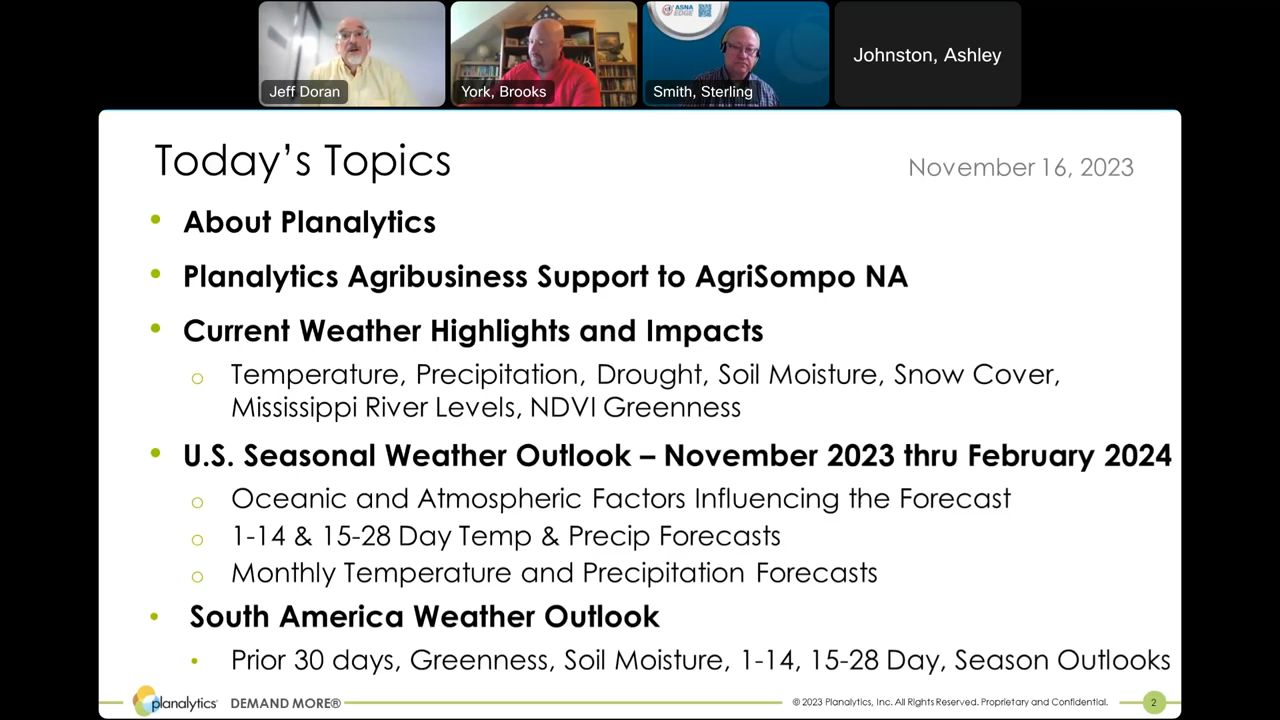 ASNA
EDGE
Jeff Doran
York, Brooks
Smith, Sterling
Johnston, Ashley
Today’s Topics
November 16, 2023
• About Planalytics
• Planalytics Agribusiness Support to AgriSompo NA
• Current Weather Highlights and Impacts
o Temperature, Precipitation, Drought, Soil Moisture, Snow Cover,
Mississippi River Levels, NDVI Greenness
• U.S. Seasonal Weather Outlook – November 2023 thru February 2024
o Oceanic and Atmospheric Factors Influencing the Forecast
o 1-14 & 15-28 Day Temp & Precip Forecasts
o Monthly Temperature and Precipitation Forecasts
• South America Weather Outlook
• Prior 30 days, Greenness, Soil Moisture, 1-14, 15-28 Day, Season Outlooks
planalytics DEMAND MORE®
© 2023 Planalytics, Inc. All Rights Reserved. Proprietary and Confidential.
2